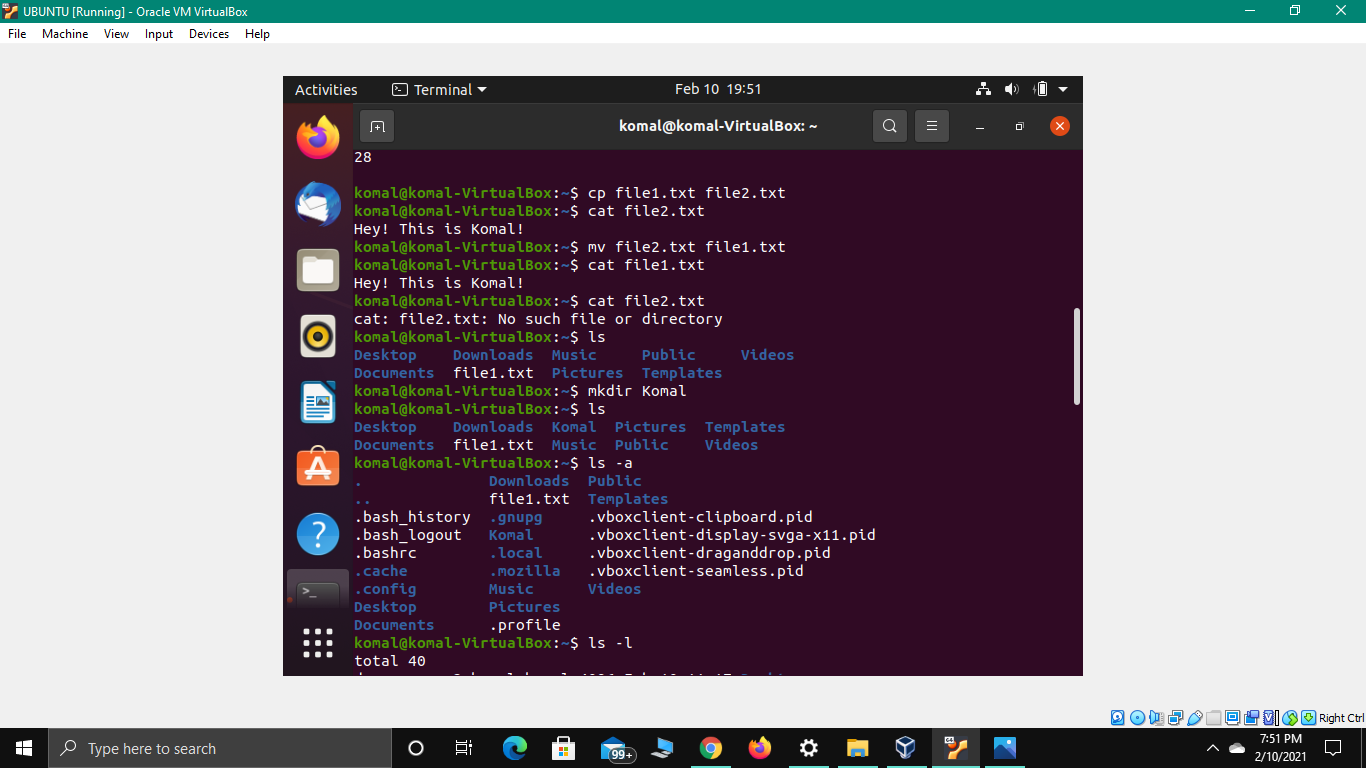 UBUNTU [Running] - Oracle VM VirtualBox
File Machine View Input Devices Help
Activities Terminal Feb 10 19:51
komal@komal-VirtualBox: ~
28
komal@komal-VirtualBox:~$ cp file1.txt file2.txt
komal@komal-VirtualBox:~$ cat file2.txt
Hey! This is Komal!
komal@komal-VirtualBox:~$ mv file2.txt file1.txt
komal@komal-VirtualBox:~$ cat file1.txt
Hey! This is Komal!
komal@komal-VirtualBox:~$ cat file2.txt
cat: file2.txt: No such file or directory
komal@komal-VirtualBox:~$ ls
Desktop Downloads Music Public Videos
Documents file1.txt Pictures Templates
komal@komal-VirtualBox:~$ mkdir Komal
komal@komal-VirtualBox:~$ ls
Desktop Downloads Komal Pictures Templates
Documents file1.txt Music Public Videos
komal@komal-VirtualBox:~$ ls -a
. Downloads Public
.. file1.txt Templates
.bash_history .gnupg .vboxclient-clipboard.pid
.bash_logout Komal .vboxclient-display-svga-x11.pid
.bashrc .local .vboxclient-draganddrop.pid
.cache .mozilla .vboxclient-seamless.pid
.config Music Videos
Desktop Pictures
Documents .profile
komal@komal-VirtualBox:~$ ls -l
total 40
Right Ctrl
Type here to search
99+
64
7:51 PM
2/10/2021